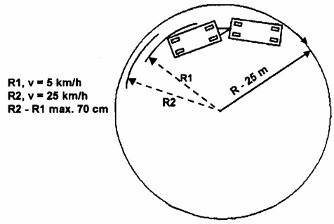 R1, v = 5 km/h
R2, v = 25 km/h
R2 - R1 max. 70 cm
R1
R2
R - 25 m